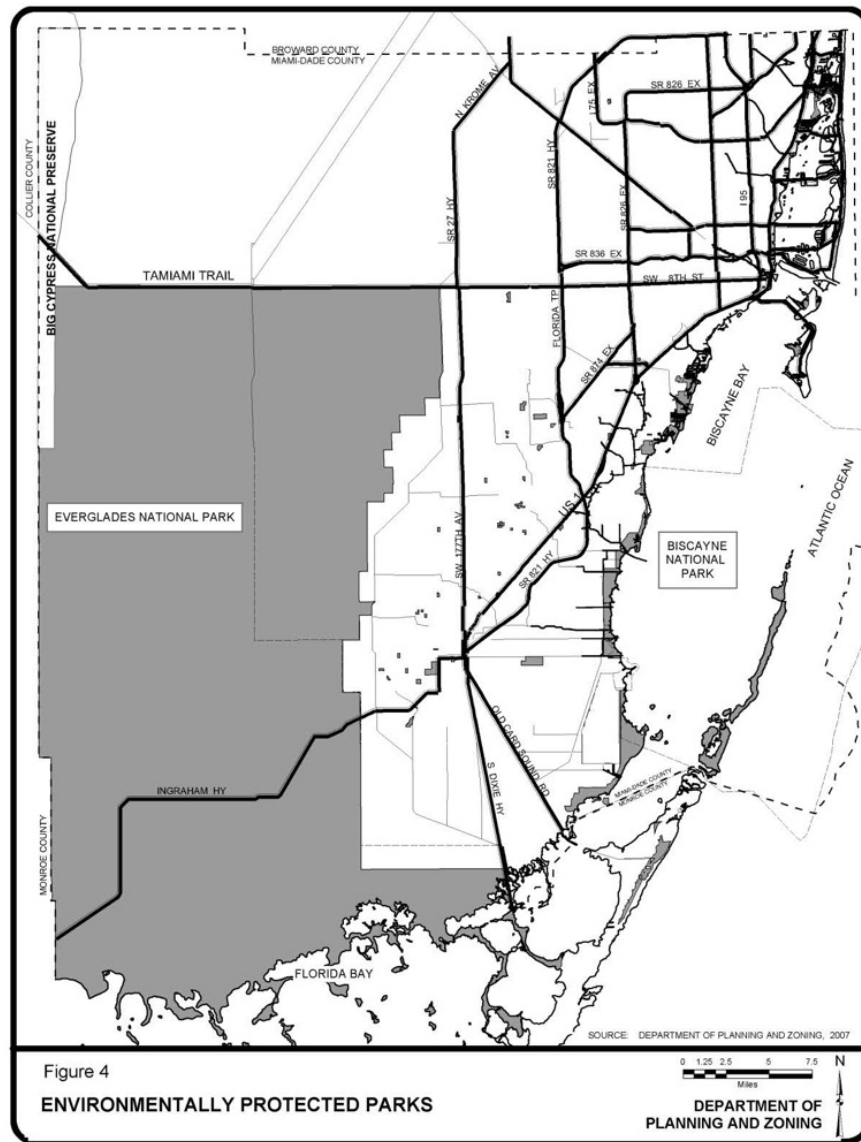 BROWARD COUNTY
MIAMI-DADE COUNTY
COLLIER COUNTY
BIG CYPRESS NATIONAL PRESERVE
N KROME AV
SR 27 HY
SR 821 HY
I 75 EX
SR 826 EX
SR 826 EX
I 95
SR 836 EX
TAMIAMI TRAIL
SW 8TH ST
FLORIDA TP
SR 874 EX
BISCAYNE BAY
ATLANTIC OCEAN
EVERGLADES NATIONAL PARK
SW 177TH AV
US 1
SR 821 HY
BISCAYNE
NATIONAL
PARK
OLD CARD SOUND RD
S DIXIE HY
INGRAHAM HY
MIAMI-DADE COUNTY
MONROE COUNTY
MONROE COUNTY
FLORIDA BAY
SOURCE: DEPARTMENT OF PLANNING AND ZONING, 2007
Figure 4
ENVIRONMENTALLY PROTECTED PARKS
0 1.25 2.5 5 7.5
Miles
N
DEPARTMENT OF
PLANNING AND ZONING